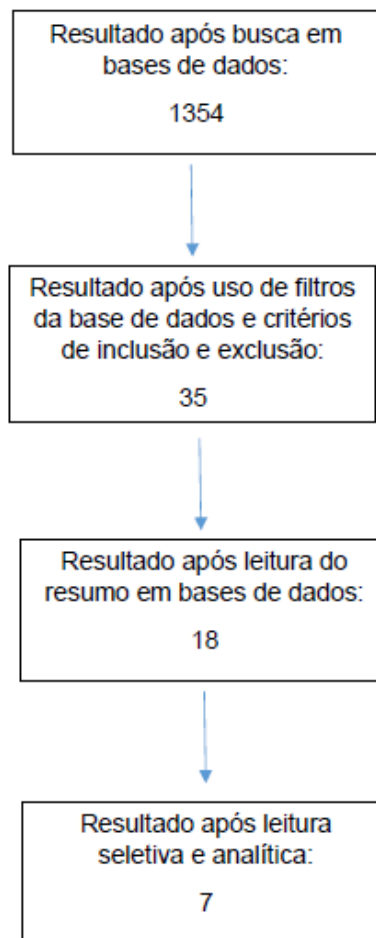 Resultado após busca em
bases de dados:
1354
Resultado após uso de filtros
da base de dados e critérios
de inclusão e exclusão:
35
Resultado após leitura do
resumo em bases de dados:
18
Resultado após leitura
seletiva e analítica:
7